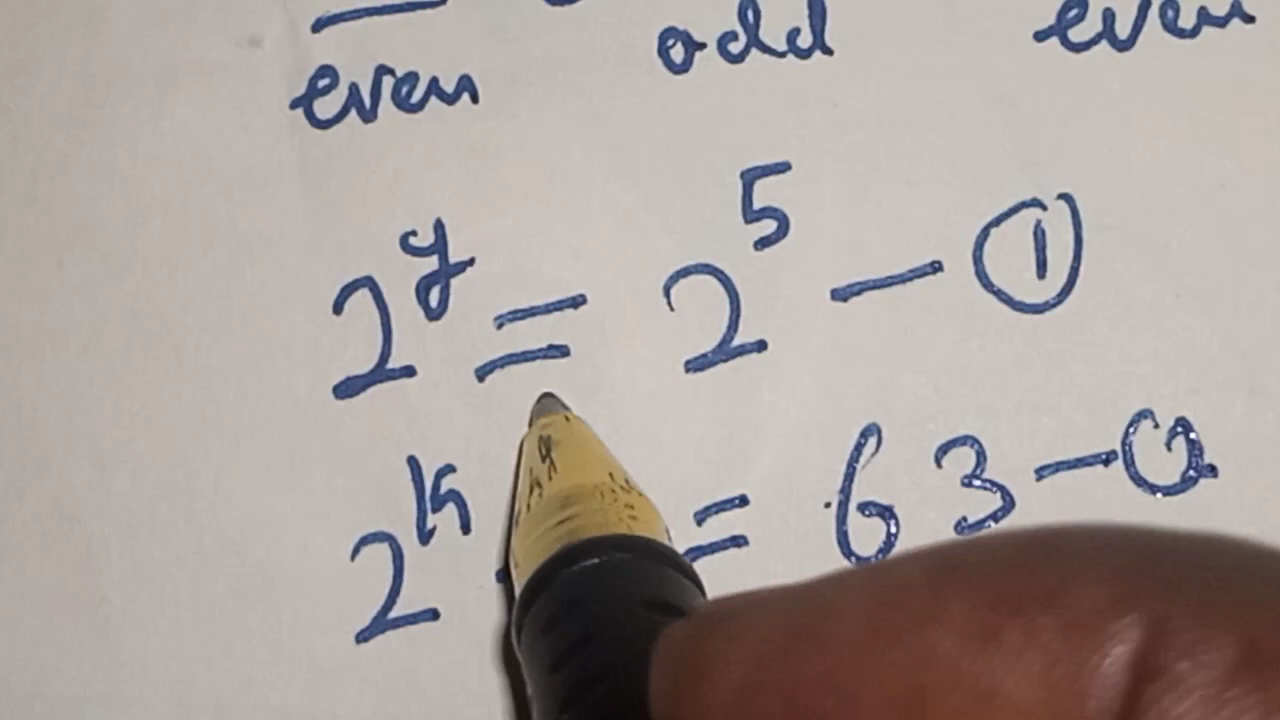 even odd even
2^y = 2^5 – ①
2^k - = 63 – ②